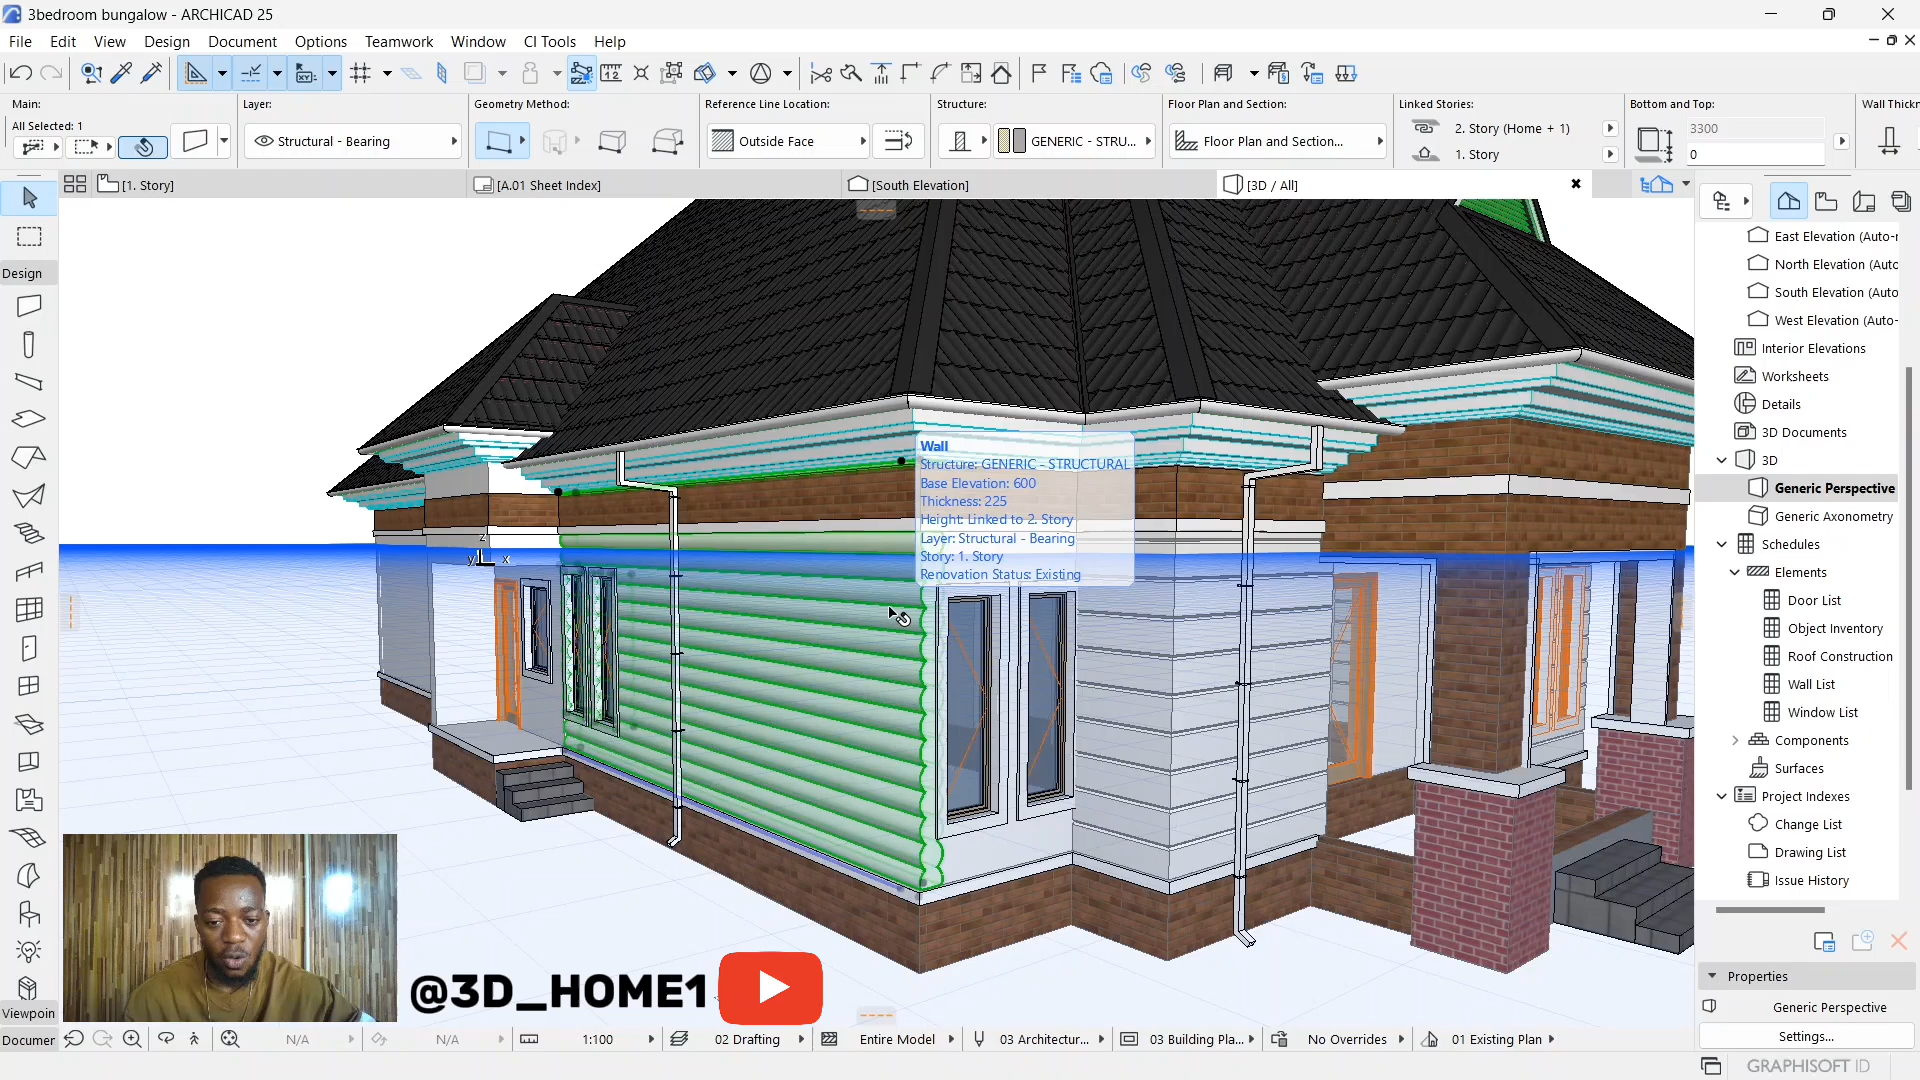 3bedroom bungalow - ARCHICAD 25
File Edit View Design Document Options Teamwork Window CI Tools Help
Main: Layer: Geometry Method: Reference Line Location: Structure: Floor Plan and Section: Linked Stories: Bottom and Top: Wall Thickn
All Selected: 1
Structural - Bearing
Outside Face
GENERIC - STRU...
Floor Plan and Section...
2. Story (Home + 1)
1. Story
3300
0
[1. Story] [A.01 Sheet Index] [South Elevation] [3D / All]
Design
Wall
Structure: GENERIC - STRUCTURAL
Base Elevation: 600
Thickness: 225
Height: Linked to 2. Story
Layer: Structural - Bearing
Story: 1. Story
Renovation Status: Existing
z
y
x
East Elevation (Auto-r
North Elevation (Auto
South Elevation (Auto
West Elevation (Auto-
Interior Elevations
Worksheets
Details
3D Documents
3D
Generic Perspective
Generic Axonometry
Schedules
Elements
Door List
Object Inventory
Roof Construction
Wall List
Window List
Components
Surfaces
Project Indexes
Change List
Drawing List
Issue History
Properties
Generic Perspective
Settings...
@3D_HOME1
Viewpoin
Documer
N/A N/A 1:100 02 Drafting Entire Model 03 Architectur... 03 Building Pla... No Overrides 01 Existing Plan
GRAPHISOFT ID